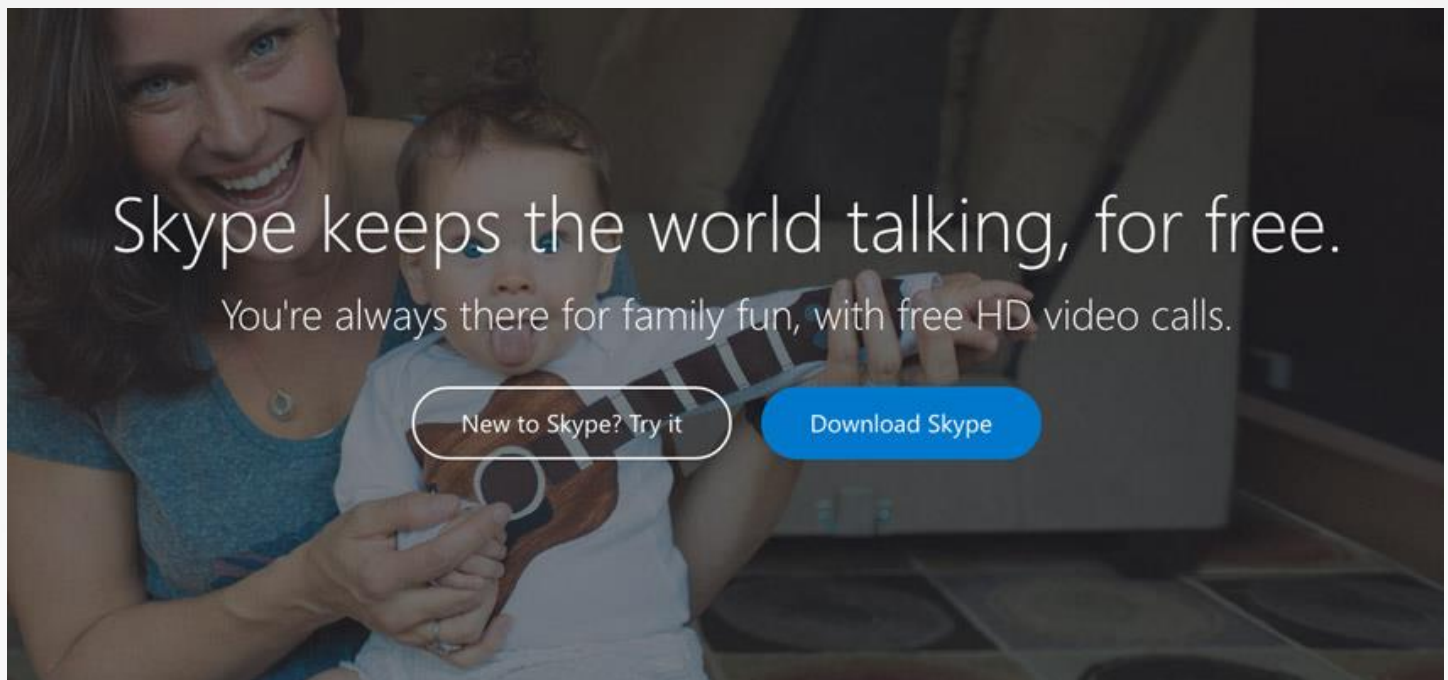 Skype keeps the world talking, for free.
You're always there for family fun, with free HD video calls.
New to Skype? Try it
Download Skype